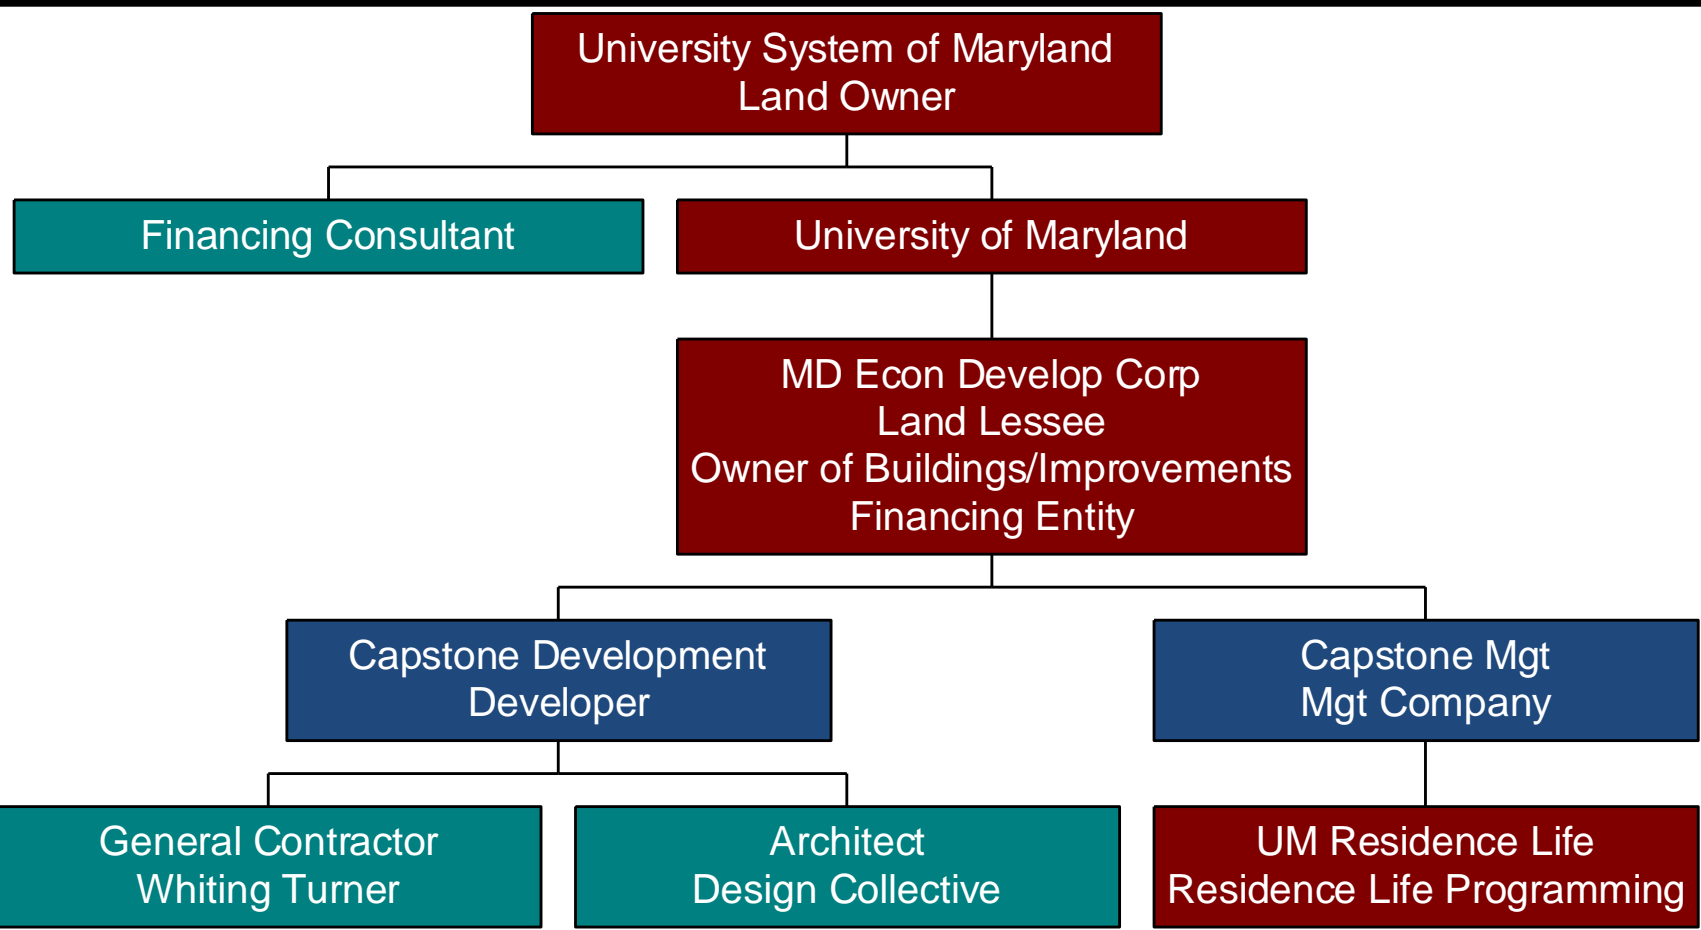 University System of Maryland
Land Owner
Financing Consultant
University of Maryland
MD Econ Develop Corp
Land Lessee
Owner of Buildings/Improvements
Financing Entity
Capstone Development
Developer
Capstone Mgt
Mgt Company
General Contractor
Whiting Turner
Architect
Design Collective
UM Residence Life
Residence Life Programming